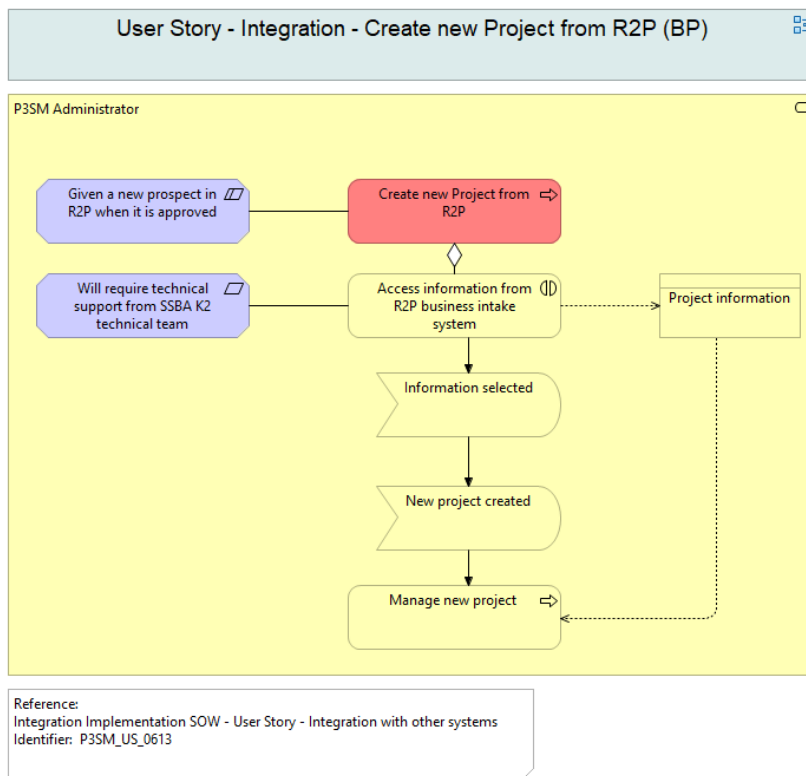 User Story - Integration - Create new Project from R2P (BP)
P3SM Administrator
Given a new prospect in
R2P when it is approved
Create new Project from
R2P
Will require technical
support from SSBA K2
technical team
Access information from
R2P business intake
system
Project information
Information selected
New project created
Manage new project
Reference:
Integration Implementation SOW - User Story - Integration with other systems
Identifier:  P3SM_US_0613